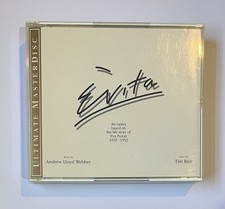 ULTIMATE MASTERDISC
Evita
An opera
based on
the life story of
Eva Peron
1919 - 1952
Andrew Lloyd Webber
Tim Rice